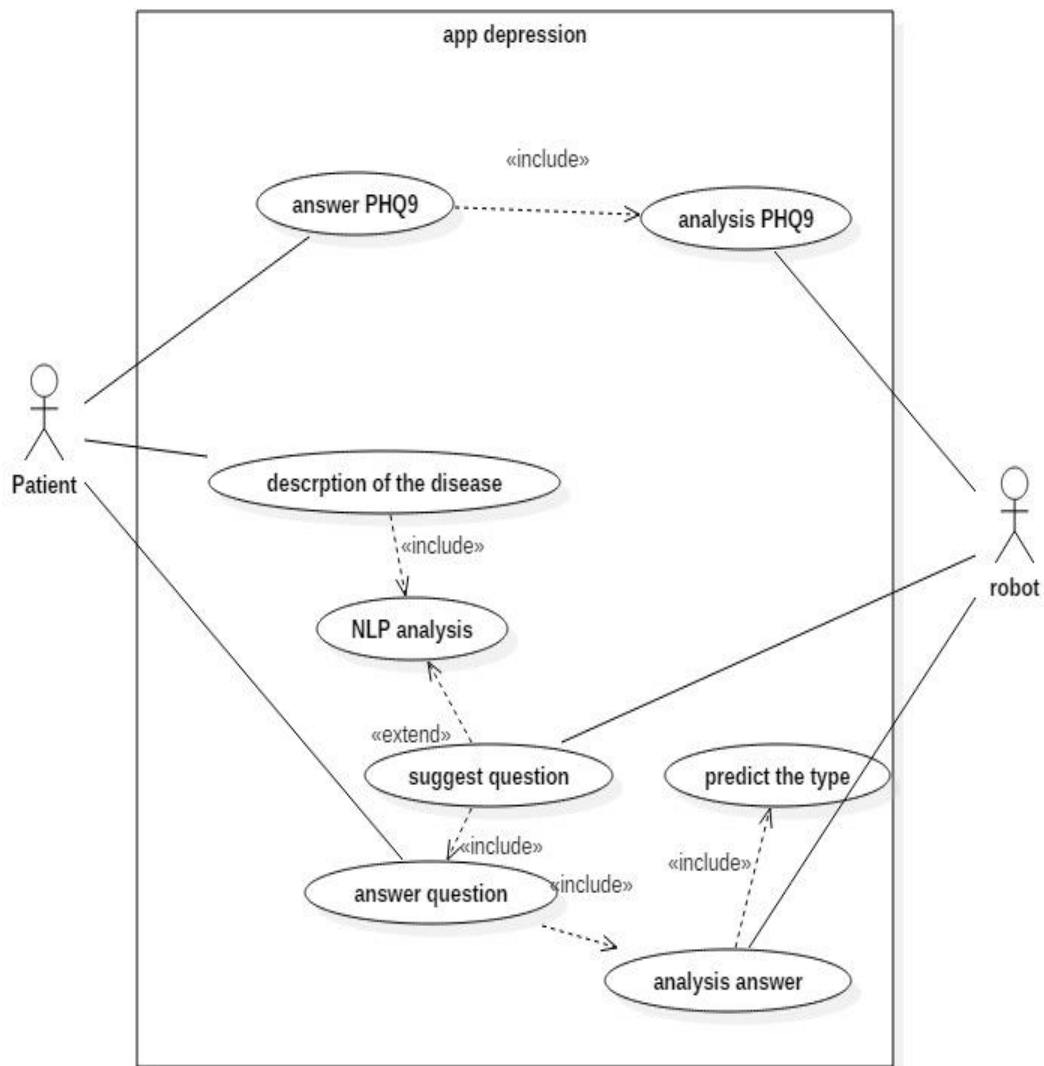 app depression
«include»
answer PHQ9
analysis PHQ9
Patient
descrption of the disease
«include»
robot
NLP analysis
«extend»
suggest question
predict the type
«include»
«include»
answer question
«include»
analysis answer